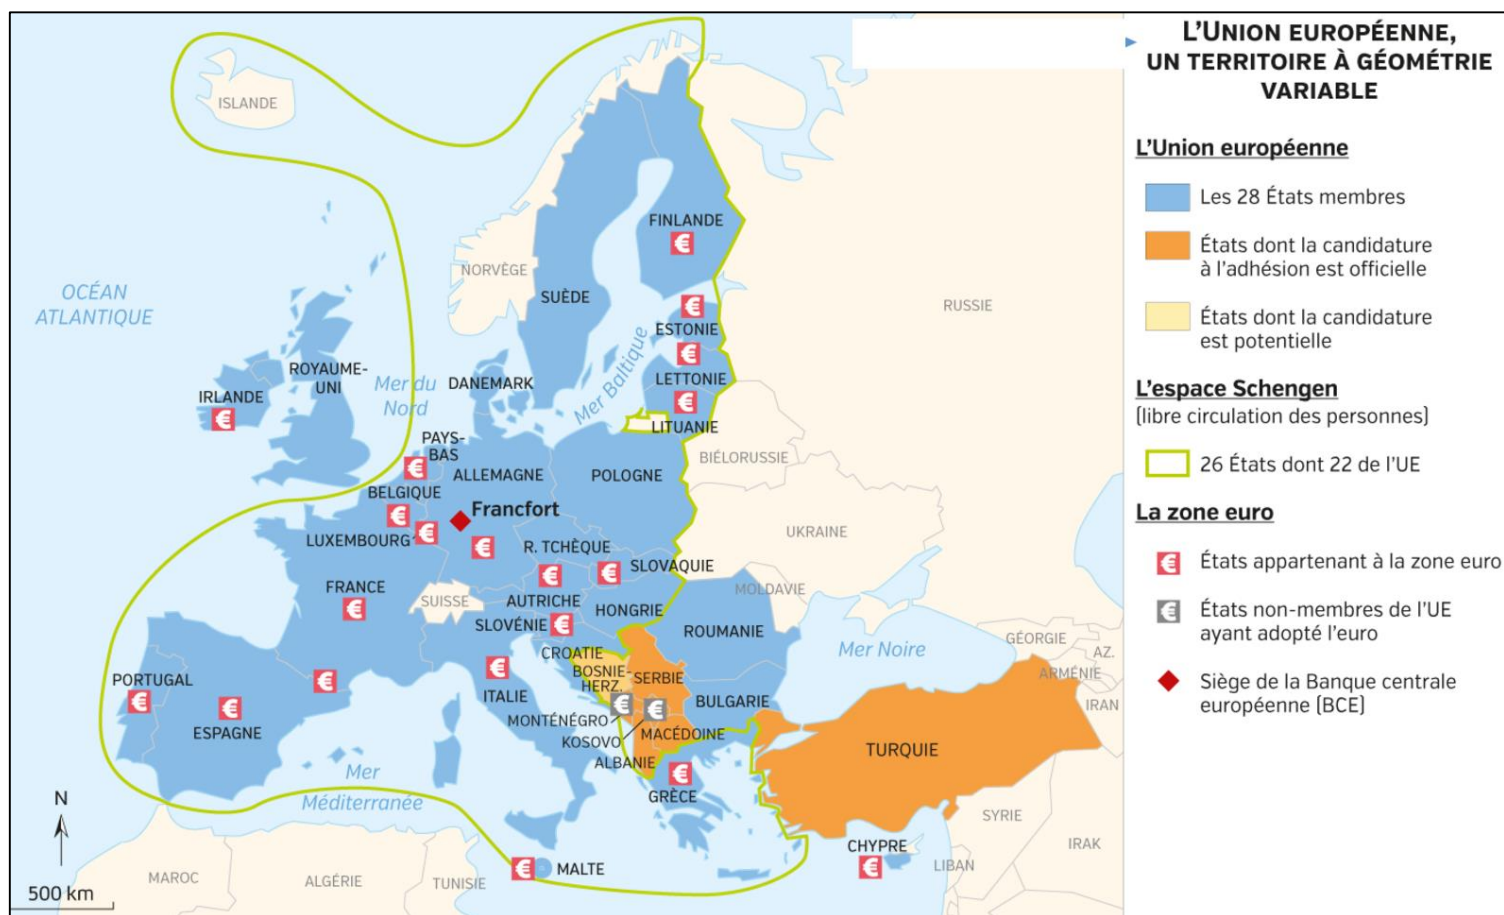 L'UNION EUROPÉENNE,
UN TERRITOIRE À GÉOMÉTRIE
VARIABLE
L'Union européenne
Les 28 États membres
États dont la candidature
à l'adhésion est officielle
États dont la candidature
est potentielle
L'espace Schengen
(libre circulation des personnes)
26 États dont 22 de l'UE
La zone euro
€ États appartenant à la zone euro
€ États non-membres de l'UE
ayant adopté l'euro
Siège de la Banque centrale
européenne (BCE)
ISLANDE
FINLANDE
€
NORVÈGE
SUÈDE
RUSSIE
OCÉAN
ATLANTIQUE
€
ESTONIE
€
LETTONIE
€
LITUANIE
Mer Baltique
ROYAUME-
UNI
IRLANDE
€
Mer du
Nord
DANEMARK
PAYS-
BAS
€
ALLEMAGNE
POLOGNE
BIÉLORUSSIE
BELGIQUE
€
Francfort
LUXEMBOURG
€
€
R. TCHÈQUE
UKRAINE
SLOVAQUIE
€
€
AUTRICHE
FRANCE
€
SUISSE
HONGRIE
MOLDAVIE
SLOVÉNIE
€
ROUMANIE
CROATIE
Mer Noire
GÉORGIE
AZ.
ARMÉNIE
IRAN
BOSNIE-
HERZ.
SERBIE
€
ITALIE
PORTUGAL
€
€
€
ESPAGNE
BULGARIE
€
MONTÉNÉGRO
€
KOSOVO
MACÉDOINE
ALBANIE
TURQUIE
€
GRÈCE
Mer
Méditerranée
SYRIE
IRAK
CHYPRE
€
LIBAN
€
MALTE
MAROC
ALGÉRIE
TUNISIE
N
500 km